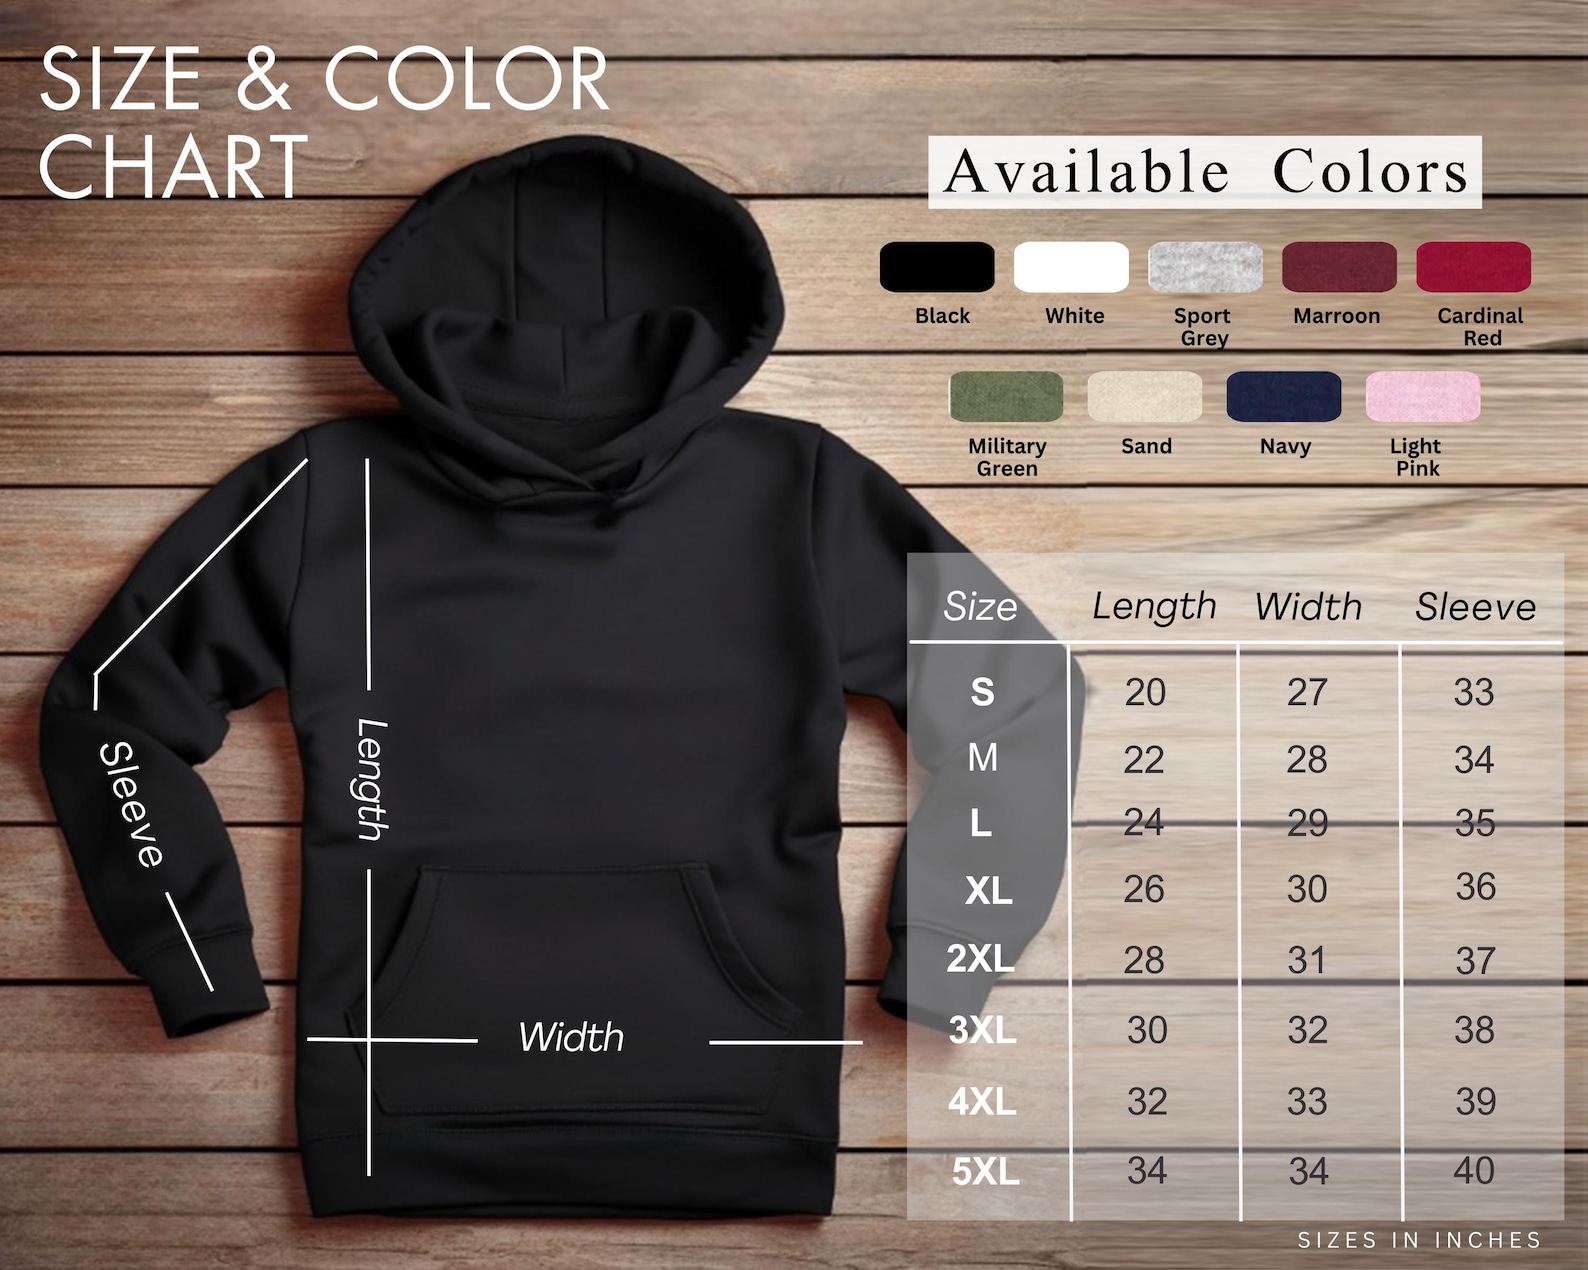 SIZE & COLOR
CHART
Available Colors
Black White Sport Marroon Cardinal
Grey Red
Military Sand Navy Light
Green Pink
Size Length Width Sleeve
S 20 27 33
M 22 28 34
L 24 29 35
XL 26 30 36
2XL 28 31 37
3XL 30 32 38
4XL 32 33 39
5XL 34 34 40
SIZES IN INCHES
Sleeve
Length
Width